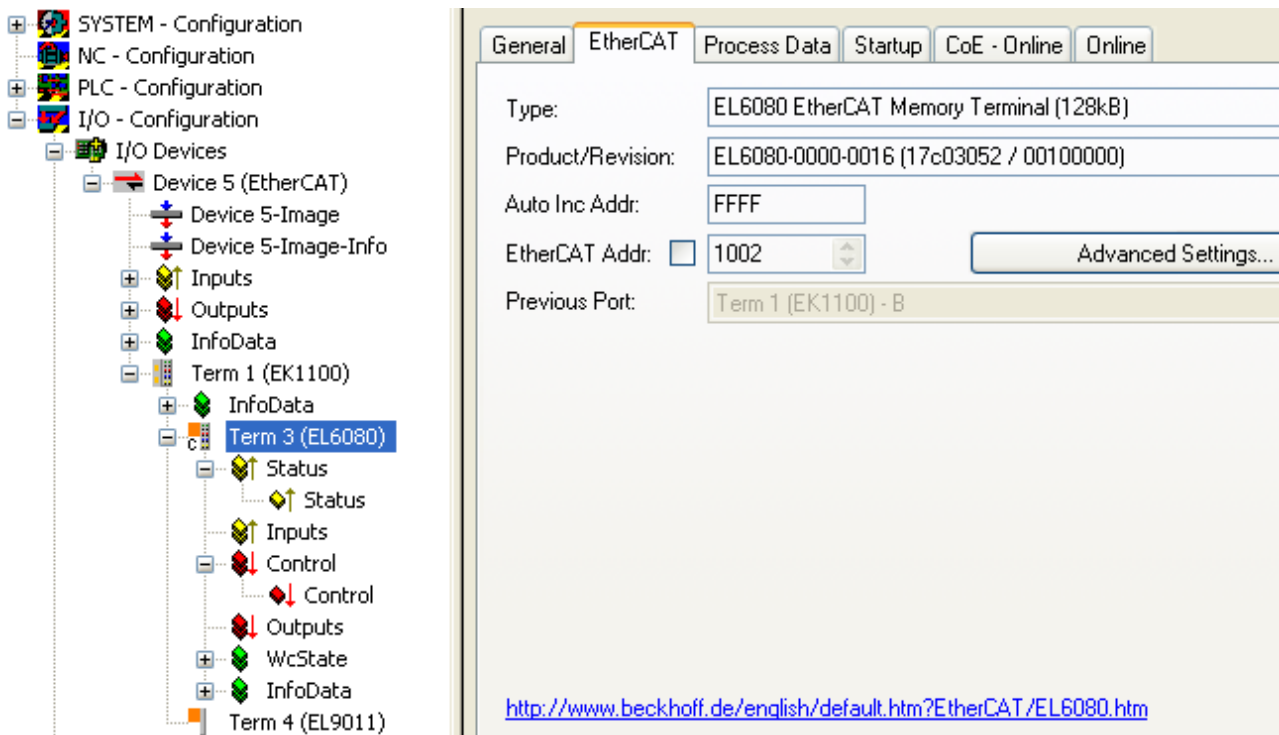 SYSTEM - Configuration
NC - Configuration
PLC - Configuration
I/O - Configuration
I/O Devices
Device 5 (EtherCAT)
Device 5-Image
Device 5-Image-Info
Inputs
Outputs
InfoData
Term 1 (EK1100)
InfoData
C
Term 3 (EL6080)
Status
Status
Inputs
Control
Control
Outputs
WcState
InfoData
Term 4 (EL9011)
General EtherCAT Process Data Startup CoE - Online Online
Type: EL6080 EtherCAT Memory Terminal (128kB)
Product/Revision: EL6080-0000-0016 (17c03052 / 00100000)
Auto Inc Addr: FFFF
EtherCAT Addr: 1002 Advanced Settings...
Previous Port: Term 1 (EK1100) - B
http://www.beckhoff.de/english/default.htm?EtherCAT/EL6080.htm